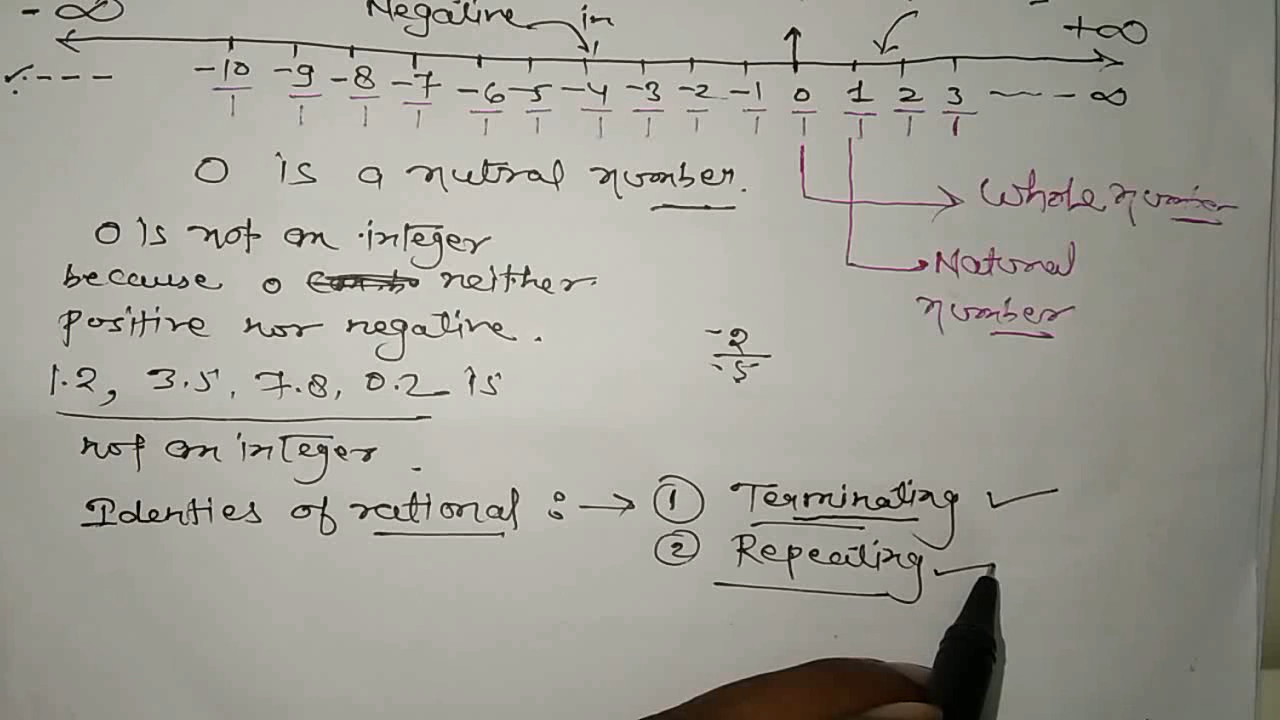 - ∞ Negative in +∞
---- -10/1 -9/1 -8/1 -7/1 -6/1 -5/1 -4/1 -3/1 -2/1 -1/1 0/1 1/1 2/1 3/1 ---- ∞
0 is a nutral number.
Whole number
0 is not an integer
because 0 neither
Natural
number
positive nor negative.
-2/-5
1.2, 3.5, 7.8, 0.2 is
not an integer.
Identies of rational : → ① Terminating ✓
② Repeating ✓